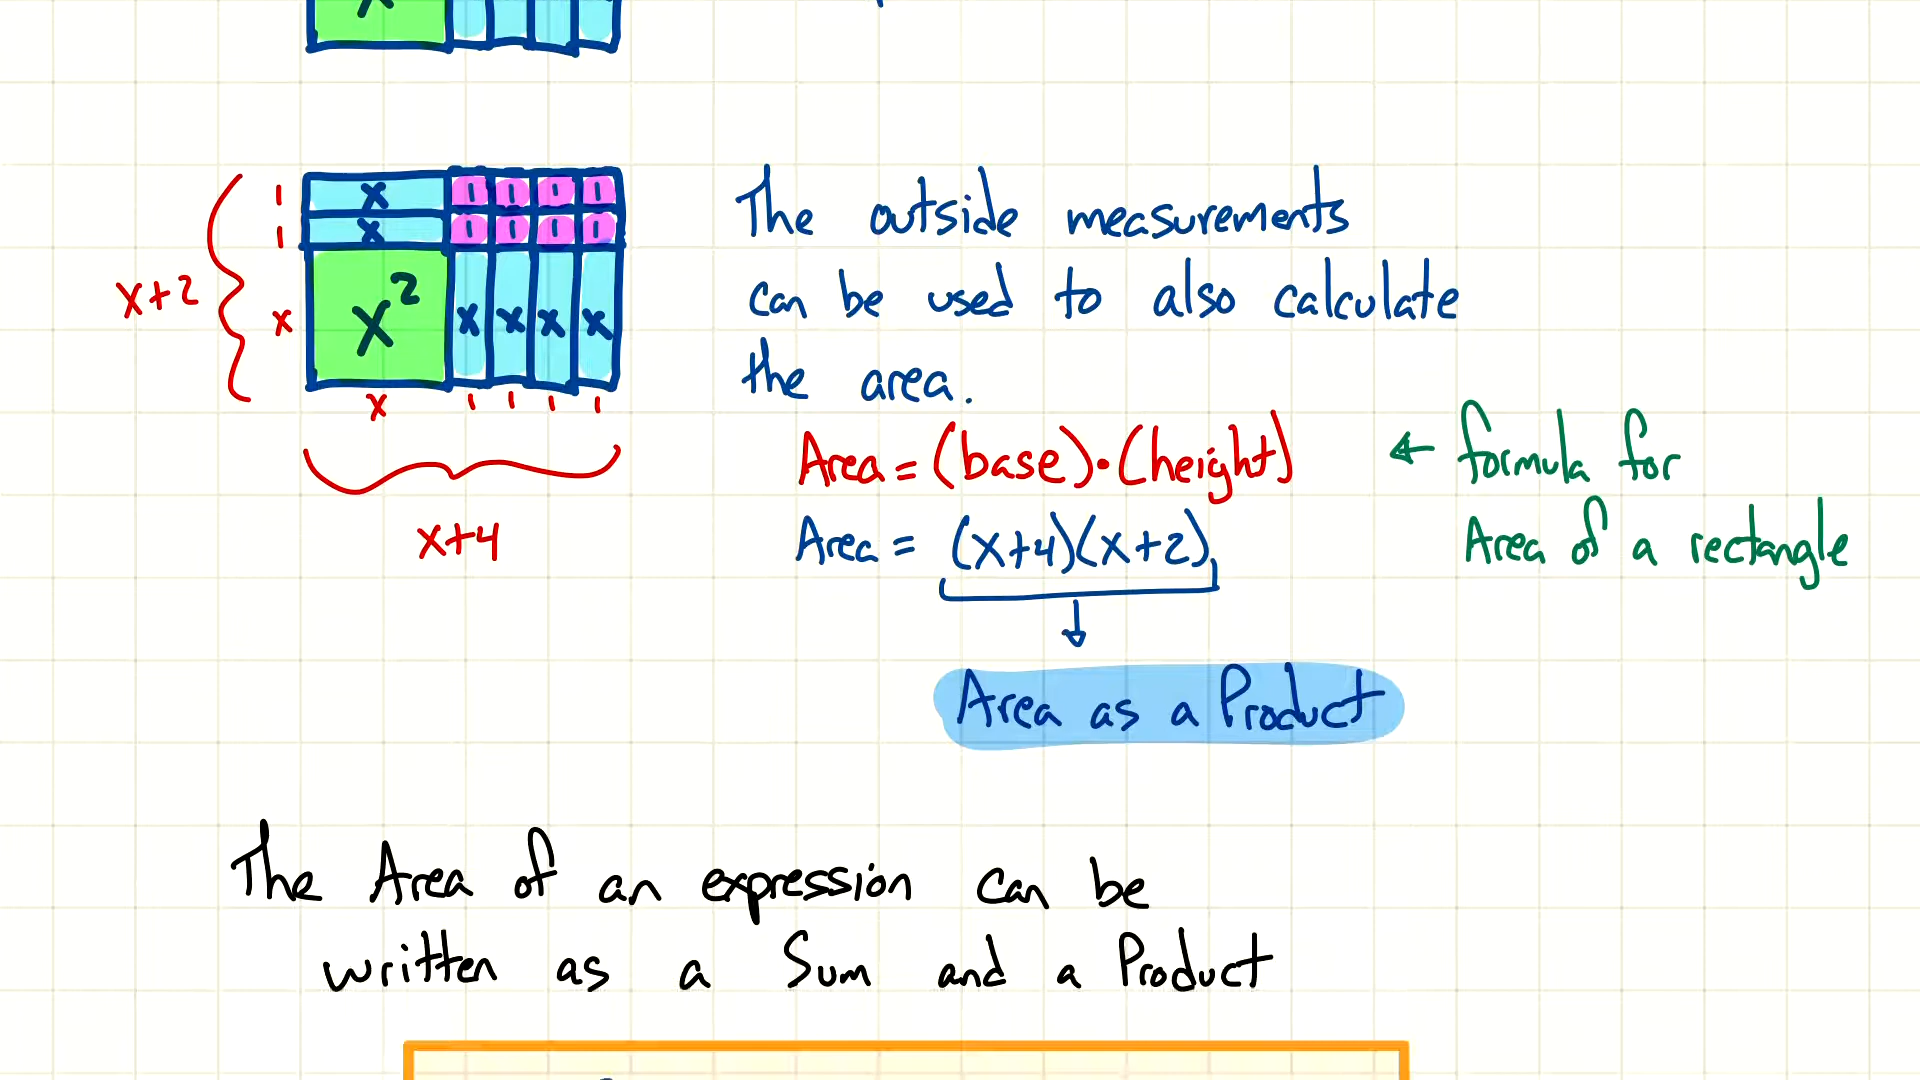 1 x 1 1 1 1
1 x 1 1 1 1
x+2 x x² x x x x
x 1 1 1 1
x+4
The outside measurements
can be used to also calculate
the area.
Area = (base)·(height)
← formula for
Area of a rectangle
Area = (x+4)(x+2)
Area as a Product
The Area of an expression can be
written as a Sum and a Product